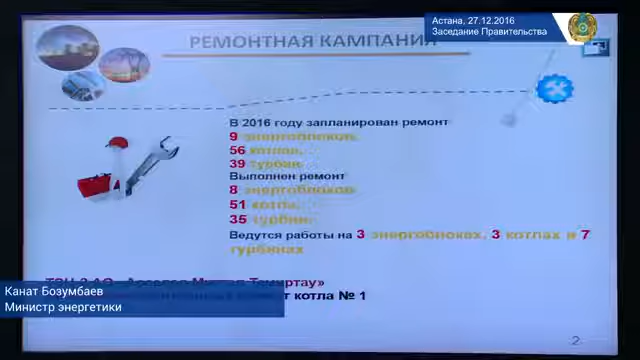 Астана, 27.12.2016
Заседание Правительства
РЕМОНТНАЯ КАМПАНИЯ
В 2016 году запланирован ремонт
9 энергоблоков,
56 котлов,
39 турбин.
Выполнен ремонт
8 энергоблоков
51 котла,
35 турбин.
Ведутся работы на 3 энергоблоках, 3 котлах и 7
турбинах
Темиртау»
котла № 1
Канат Бозумбаев
Министр энергетики
2